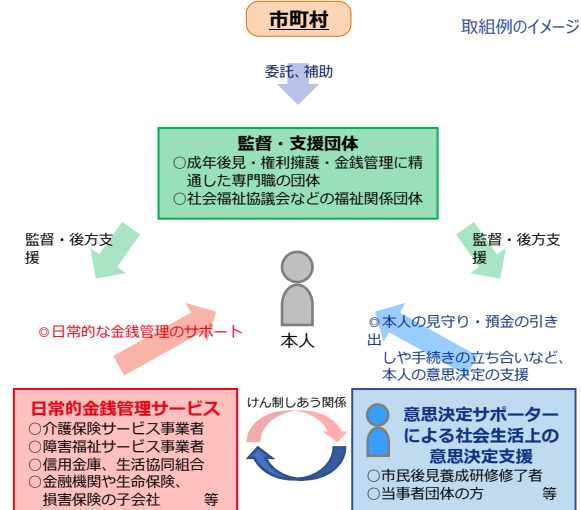 市町村
取組例のイメージ
委託、補助
監督・支援団体
○成年後見・権利擁護・金銭管理に精
通した専門職の団体
○社会福祉協議会などの福祉関係団体
監督・後方支
援
監督・後方支
援
◎日常的な金銭管理のサポート
本人
◎本人の見守り・預金の引き
出
しや手続きの立ち合いなど、
本人の意思決定の支援
日常的金銭管理サービス
○介護保険サービス事業者
○障害福祉サービス事業者
○信用金庫、生活協同組合
○金融機関や生命保険、
損害保険の子会社 等
けん制しあう関係
意思決定サポーター
による社会生活上の
意思決定支援
○市民後見養成研修修了者
○当事者団体の方 等